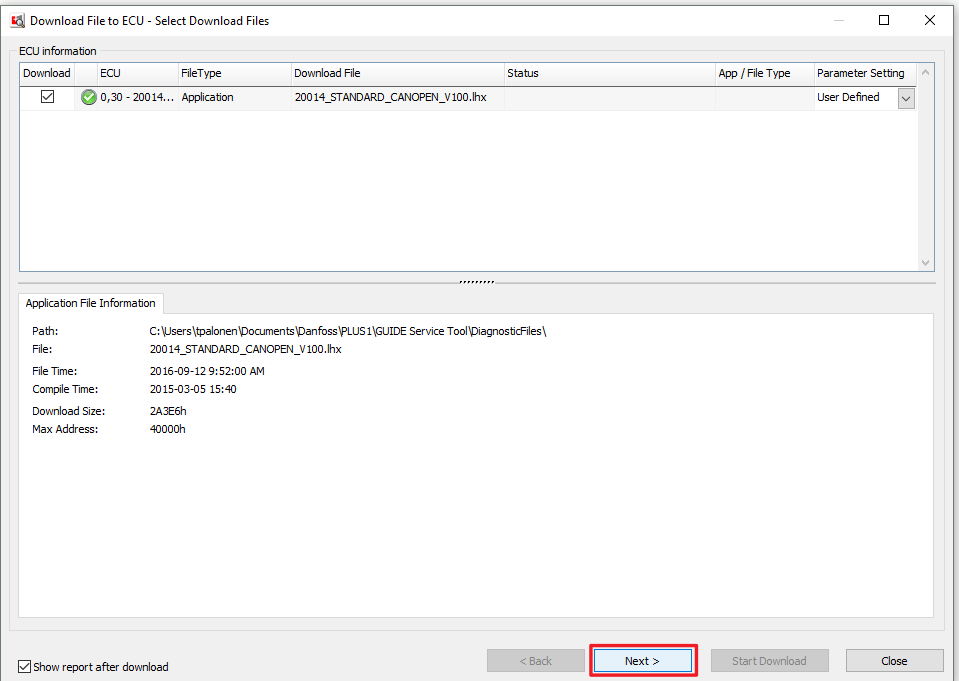 Download File to ECU - Select Download Files
ECU information
Download ECU FileType Download File Status App / File Type Parameter Setting
0,30 - 20014... Application 20014_STANDARD_CANOPEN_V100.lhx User Defined
Application File Information
Path: C:\Users\tpalonen\Documents\Danfoss\PLUS1\GUIDE Service Tool\DiagnosticFiles\
File: 20014_STANDARD_CANOPEN_V100.lhx
File Time: 2016-09-12 9:52:00 AM
Compile Time: 2015-03-05 15:40
Download Size: 2A3E6h
Max Address: 40000h
Show report after download < Back Next > Start Download Close